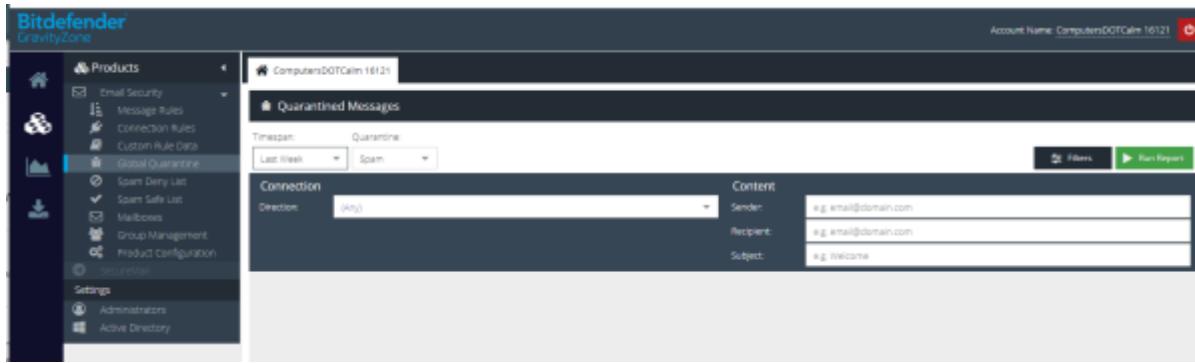 Bitdefender
GravityZone
Account Name: ComputersDOTCalm 16121
Products
ComputersDOTCalm 16121
Email Security
Message Rules
Connection Rules
Custom Rule Data
Global Quarantine
Spam Deny List
Spam Safe List
Mailboxes
Group Management
Product Configuration
SecureMail
Settings
Administrators
Active Directory
Quarantined Messages
Timespan:
Quarantine:
Last Week
Spam
Filters
Run Report
Connection
Direction:
(Any)
Content
Sender:
e.g. email@domain.com
Recipient:
e.g. email@domain.com
Subject:
e.g. Welcome